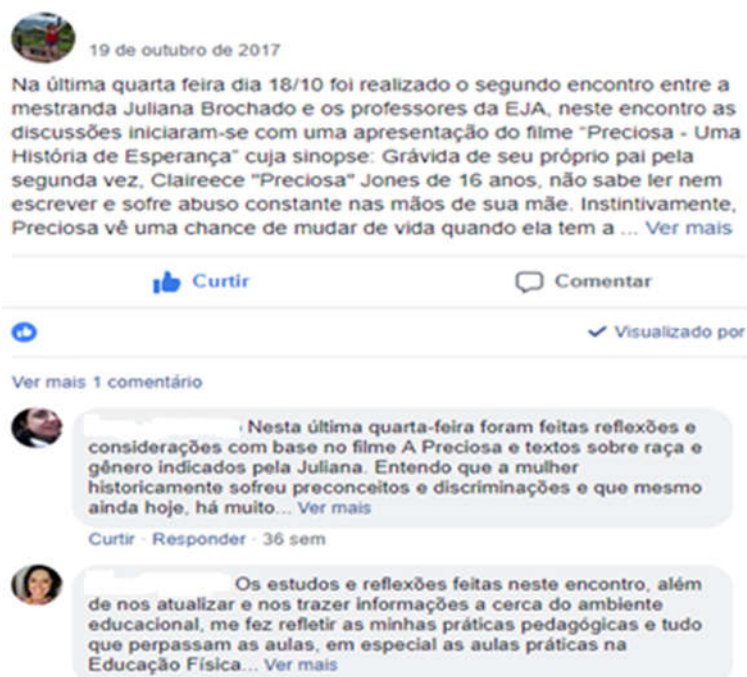 19 de outubro de 2017
Na última quarta feira dia 18/10 foi realizado o segundo encontro entre a
mestranda Juliana Brochado e os professores da EJA, neste encontro as
discussões iniciaram-se com uma apresentação do filme "Preciosa - Uma
História de Esperança" cuja sinopse: Grávida de seu próprio pai pela
segunda vez, Claireece "Preciosa" Jones de 16 anos, não sabe ler nem
escrever e sofre abuso constante nas mãos de sua mãe. Instintivamente,
Preciosa vê uma chance de mudar de vida quando ela tem a ... Ver mais
Curtir Comentar
Visualizado por
Ver mais 1 comentário
Nesta última quarta-feira foram feitas reflexões e
considerações com base no filme A Preciosa e textos sobre raça e
gênero indicados pela Juliana. Entendo que a mulher
historicamente sofreu preconceitos e discriminações e que mesmo
ainda hoje, há muito... Ver mais
Curtir · Responder · 36 sem
Os estudos e reflexões feitas neste encontro, além
de nos atualizar e nos trazer informações a cerca do ambiente
educacional, me fez refletir as minhas práticas pedagógicas e tudo
que perpassam as aulas, em especial as aulas práticas na
Educação Física... Ver mais